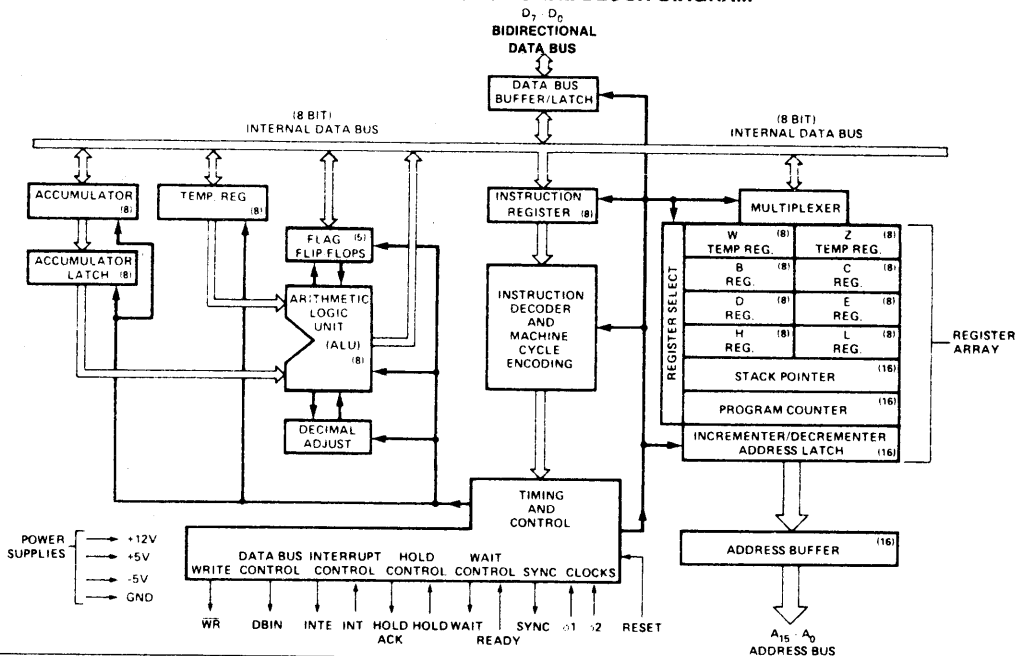 D7 - D0
BIDIRECTIONAL
DATA BUS
DATA BUS
BUFFER/LATCH
(8 BIT)
INTERNAL DATA BUS
(8 BIT)
INTERNAL DATA BUS
ACCUMULATOR
(8)
TEMP. REG
(8)
ACCUMULATOR
LATCH (8)
FLAG (5)
FLIP FLOPS
ARITHMETIC
LOGIC
UNIT
(ALU)
(8)
DECIMAL
ADJUST
INSTRUCTION
REGISTER (8)
INSTRUCTION
DECODER
AND
MACHINE
CYCLE
ENCODING
MULTIPLEXER
REGISTER SELECT
W (8)
TEMP REG.
Z (8)
TEMP REG.
B (8)
REG.
C (8)
REG.
D (8)
REG.
E (8)
REG.
H (8)
REG.
L (8)
REG.
STACK POINTER (16)
PROGRAM COUNTER (16)
INCREMENTER/DECREMENTER
ADDRESS LATCH (16)
REGISTER
ARRAY
TIMING
AND
CONTROL
WRITE
DATA BUS
CONTROL
INTERRUPT
CONTROL
HOLD
CONTROL
WAIT
CONTROL
SYNC
CLOCKS
ADDRESS BUFFER (16)
POWER
SUPPLIES
+12V
+5V
-5V
GND
WR
DBIN
INTE
INT
HOLD
ACK
HOLD
WAIT
READY
SYNC
φ1
φ2
RESET
A15 - A0
ADDRESS BUS